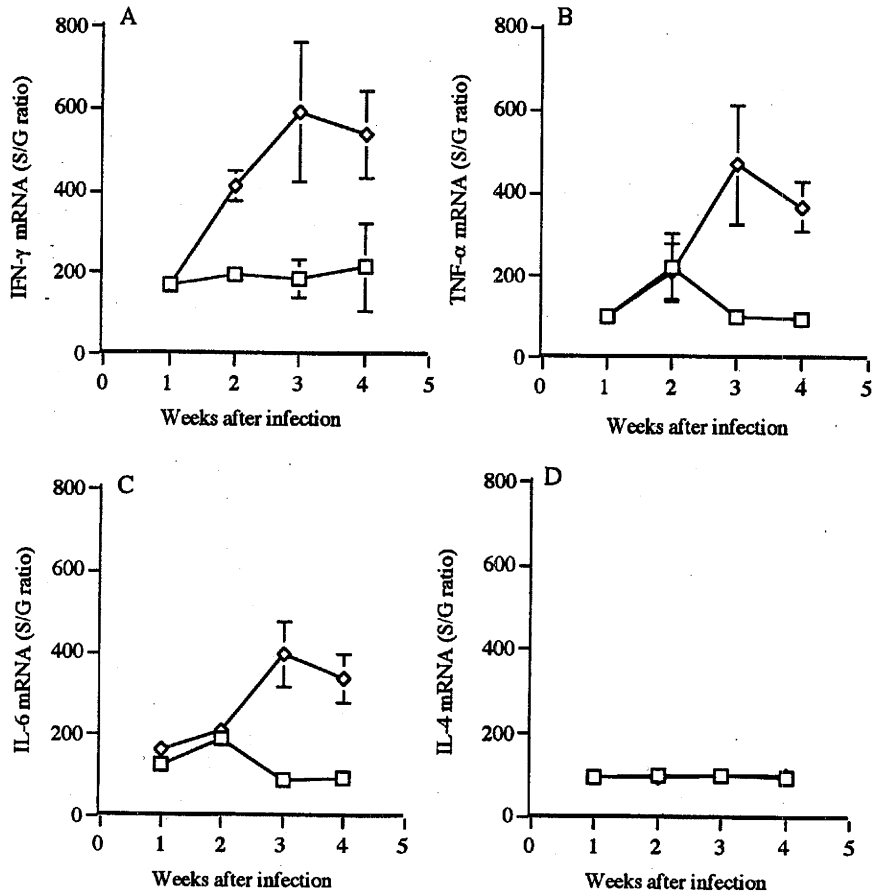 A
800
600
400
200
0
IFN-γ mRNA (S/G ratio)
0 1 2 3 4 5
Weeks after infection
B
800
600
400
200
0
TNF-α mRNA (S/G ratio)
0 1 2 3 4 5
Weeks after infection
C
800
600
400
200
0
IL-6 mRNA (S/G ratio)
0 1 2 3 4 5
Weeks after infection
D
800
600
400
200
0
IL-4 mRNA (S/G ratio)
0 1 2 3 4 5
Weeks after infection